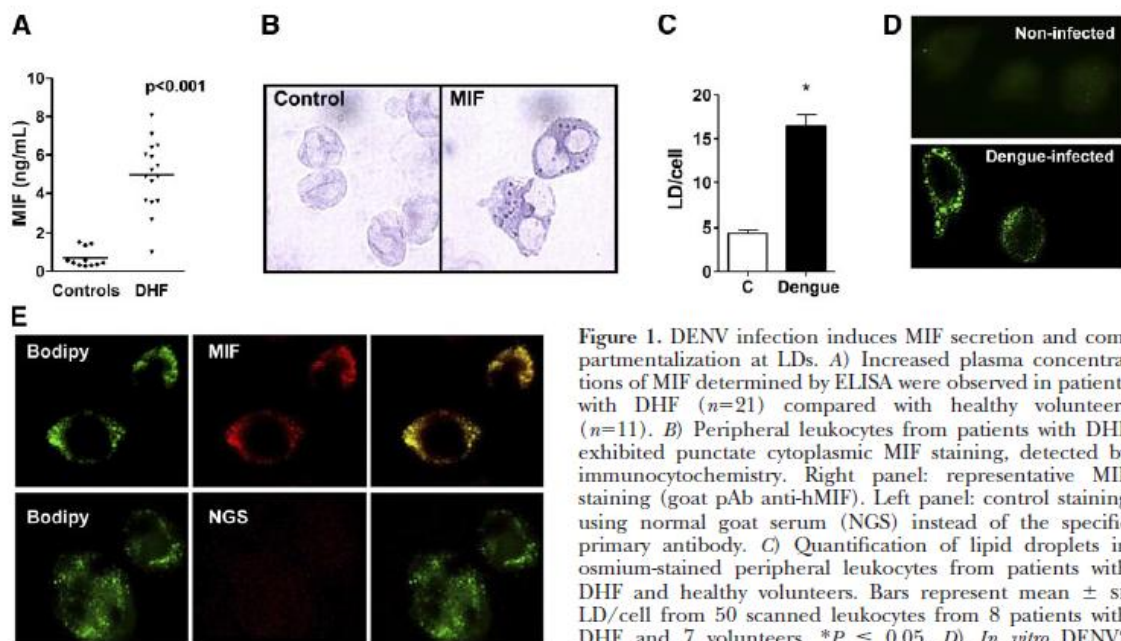 A
B
C
D
p<0.001
10
8
6
4
2
0
MIF (ng/mL)
Controls
DHF
Control
MIF
*
20
15
10
5
0
LD/cell
C
Dengue
Non-infected
Dengue-infected
E
Bodipy
MIF
Bodipy
NGS
Figure 1. DENV infection induces MIF secretion and com
partmentalization at LDs. A) Increased plasma concentra
tions of MIF determined by ELISA were observed in patient
with DHF (n=21) compared with healthy volunteer
(n=11). B) Peripheral leukocytes from patients with DHF
exhibited punctate cytoplasmic MIF staining, detected by
immunocytochemistry. Right panel: representative MIF
staining (goat pAb anti-hMIF). Left panel: control staining
using normal goat serum (NGS) instead of the specific
primary antibody. C) Quantification of lipid droplets in
osmium-stained peripheral leukocytes from patients with
DHF and healthy volunteers. Bars represent mean ±
LD/cell from 50 scanned leukocytes from 8 patients with
DHF and 7 volunteers. *P ≤ 0.05. D) In vitro DENV